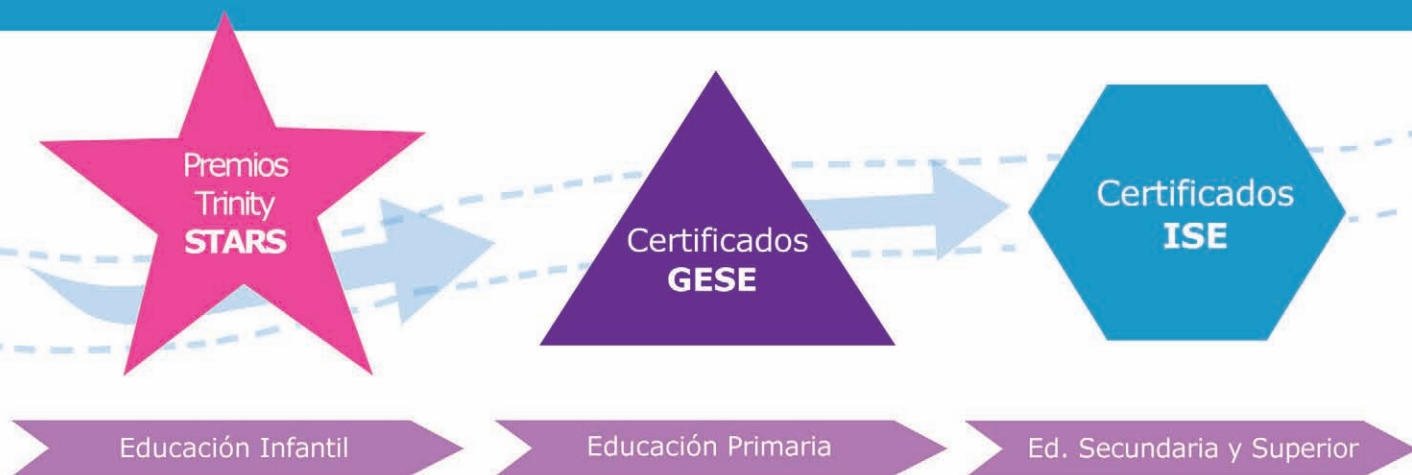 Premios
Trinity
STARS
Certificados
GESE
Certificados
ISE
Educación Infantil
Educación Primaria
Ed. Secundaria y Superior